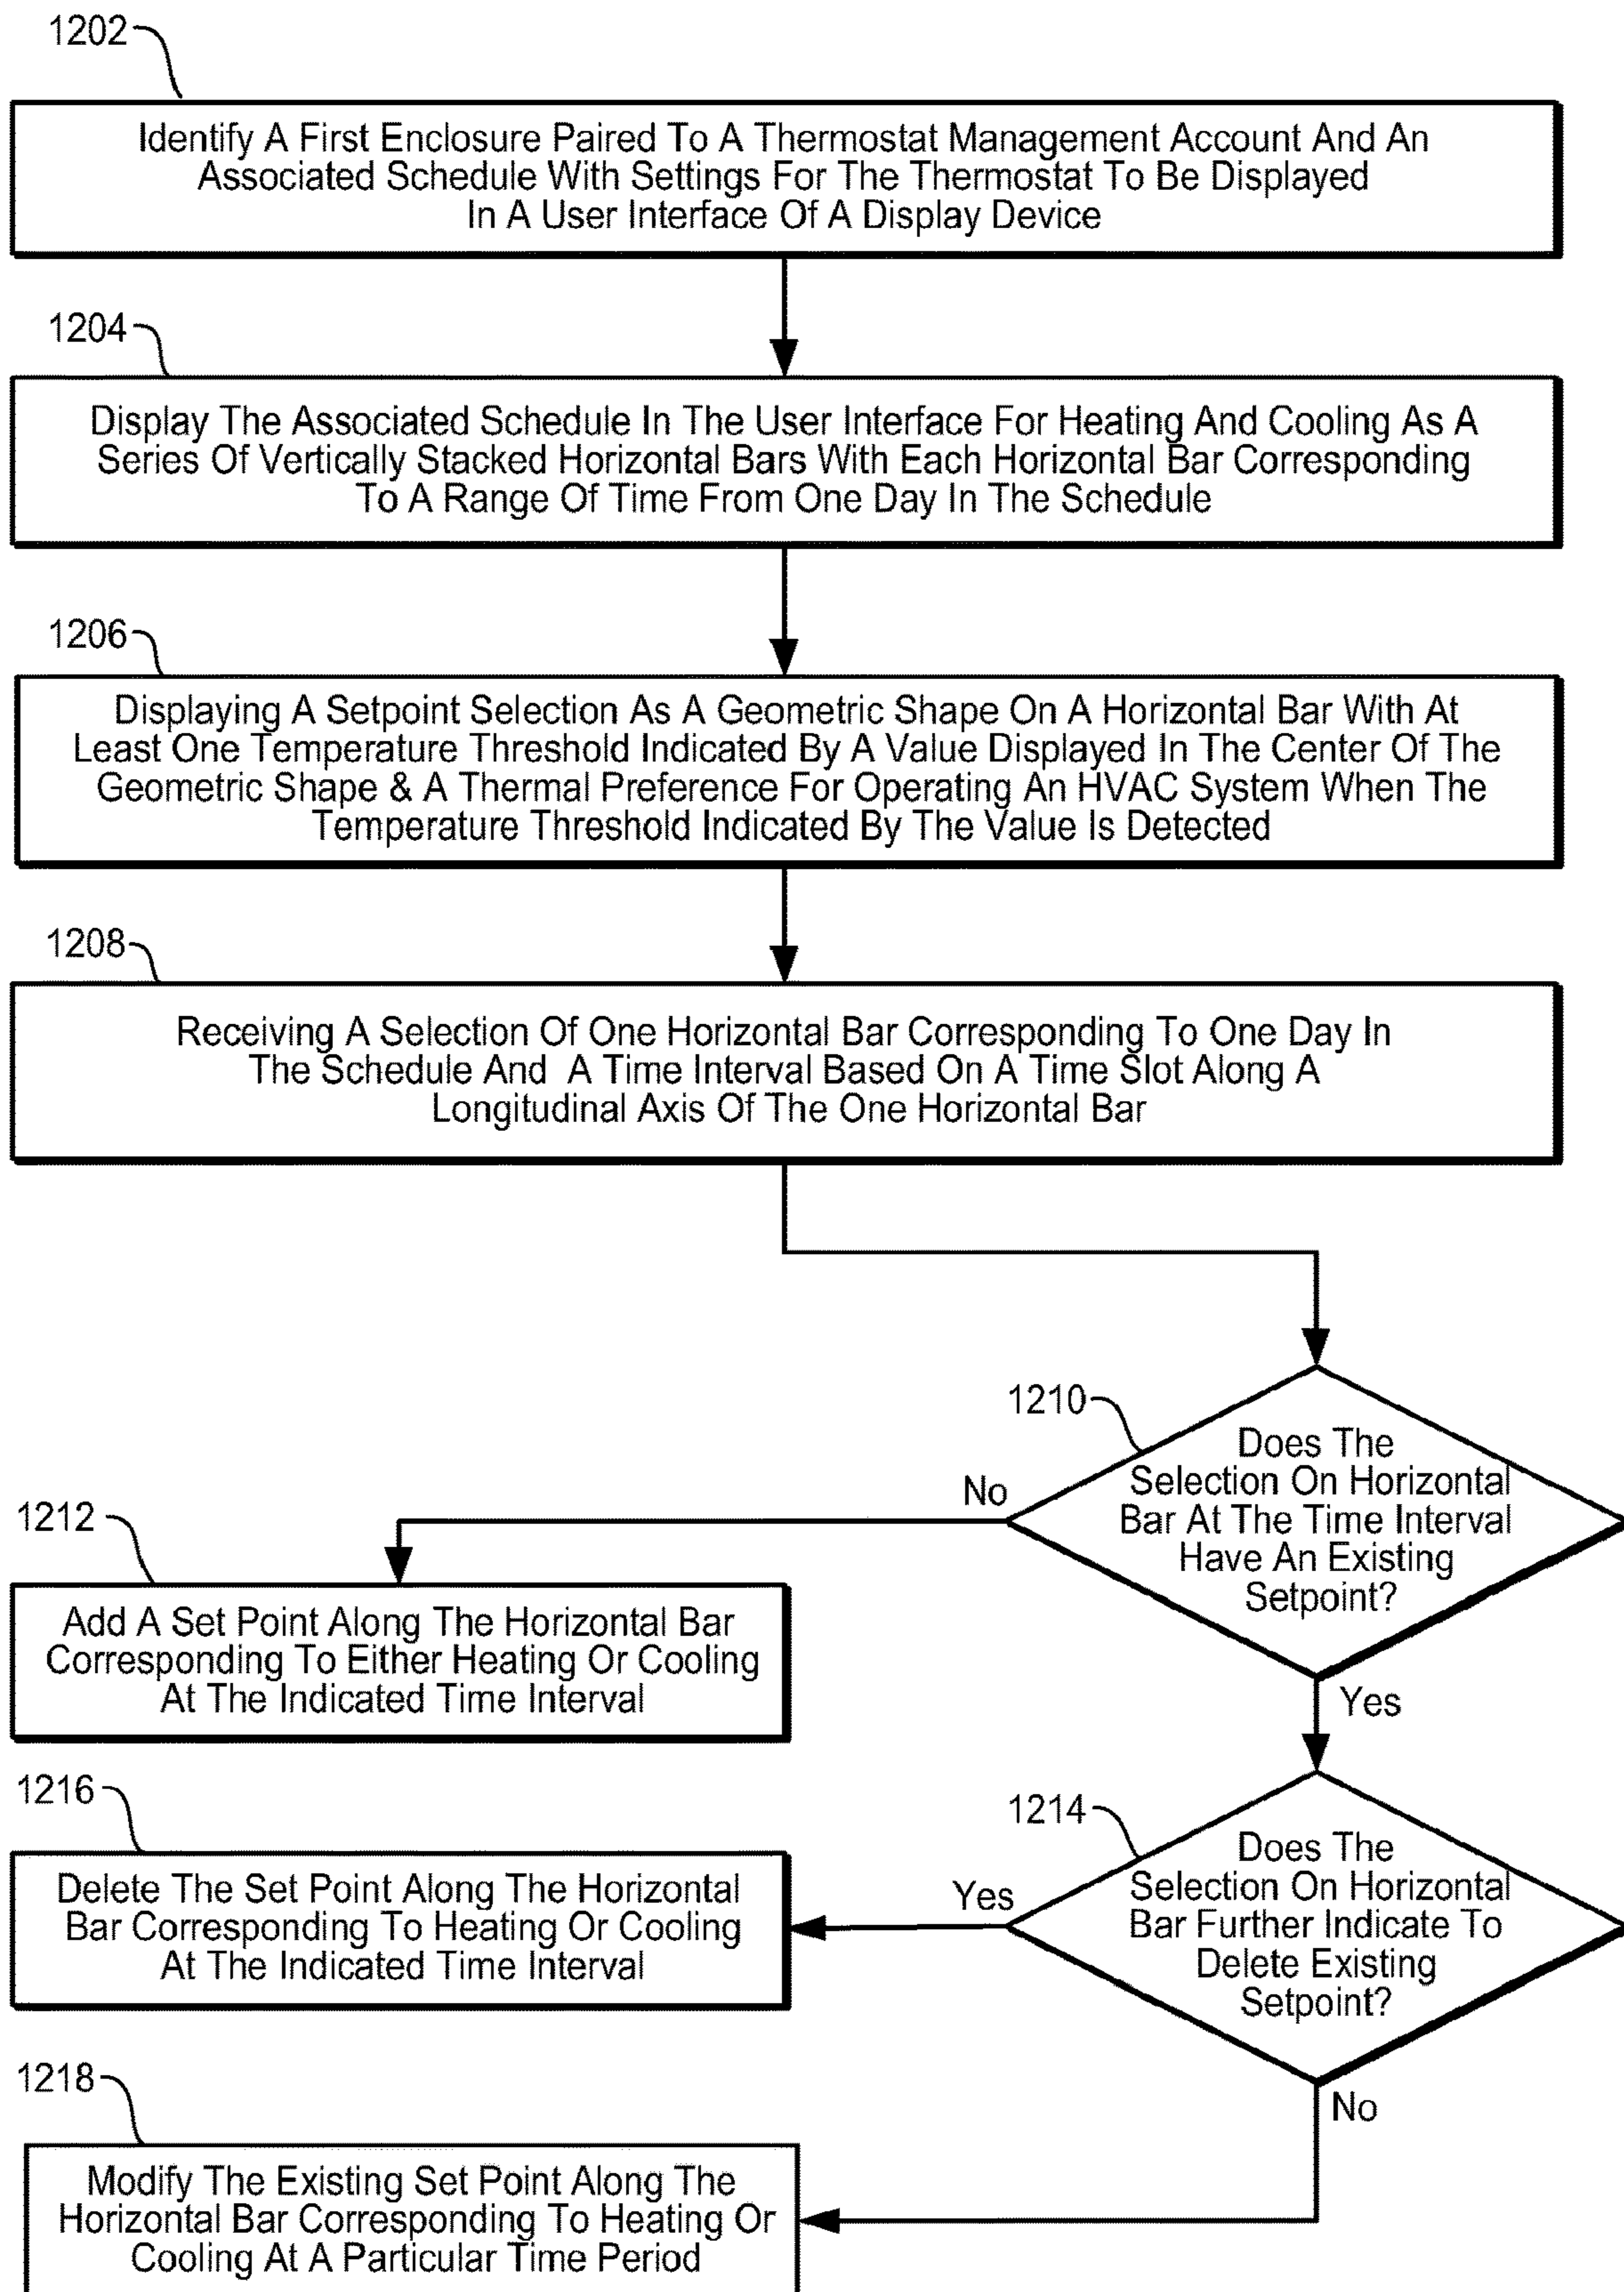 1202
Identify A First Enclosure Paired To A Thermostat Management Account And An
Associated Schedule With Settings For The Thermostat To Be Displayed
In A User Interface Of A Display Device
1204
Display The Associated Schedule In The User Interface For Heating And Cooling As A
Series Of Vertically Stacked Horizontal Bars With Each Horizontal Bar Corresponding
To A Range Of Time From One Day In The Schedule
1206
Displaying A Setpoint Selection As A Geometric Shape On A Horizontal Bar With At
Least One Temperature Threshold Indicated By A Value Displayed In The Center Of The
Geometric Shape & A Thermal Preference For Operating An HVAC System When The
Temperature Threshold Indicated By The Value Is Detected
1208
Receiving A Selection Of One Horizontal Bar Corresponding To One Day In
The Schedule And A Time Interval Based On A Time Slot Along A
Longitudinal Axis Of The One Horizontal Bar
1210
Does The
Selection On Horizontal
Bar At The Time Interval
Have An Existing
Setpoint?
No
Yes
1212
Add A Set Point Along The Horizontal Bar
Corresponding To Either Heating Or Cooling
At The Indicated Time Interval
1214
Does The
Selection On Horizontal
Bar Further Indicate To
Delete Existing
Setpoint?
Yes
No
1216
Delete The Set Point Along The Horizontal
Bar Corresponding To Heating Or Cooling
At The Indicated Time Interval
1218
Modify The Existing Set Point Along The
Horizontal Bar Corresponding To Heating Or
Cooling At A Particular Time Period